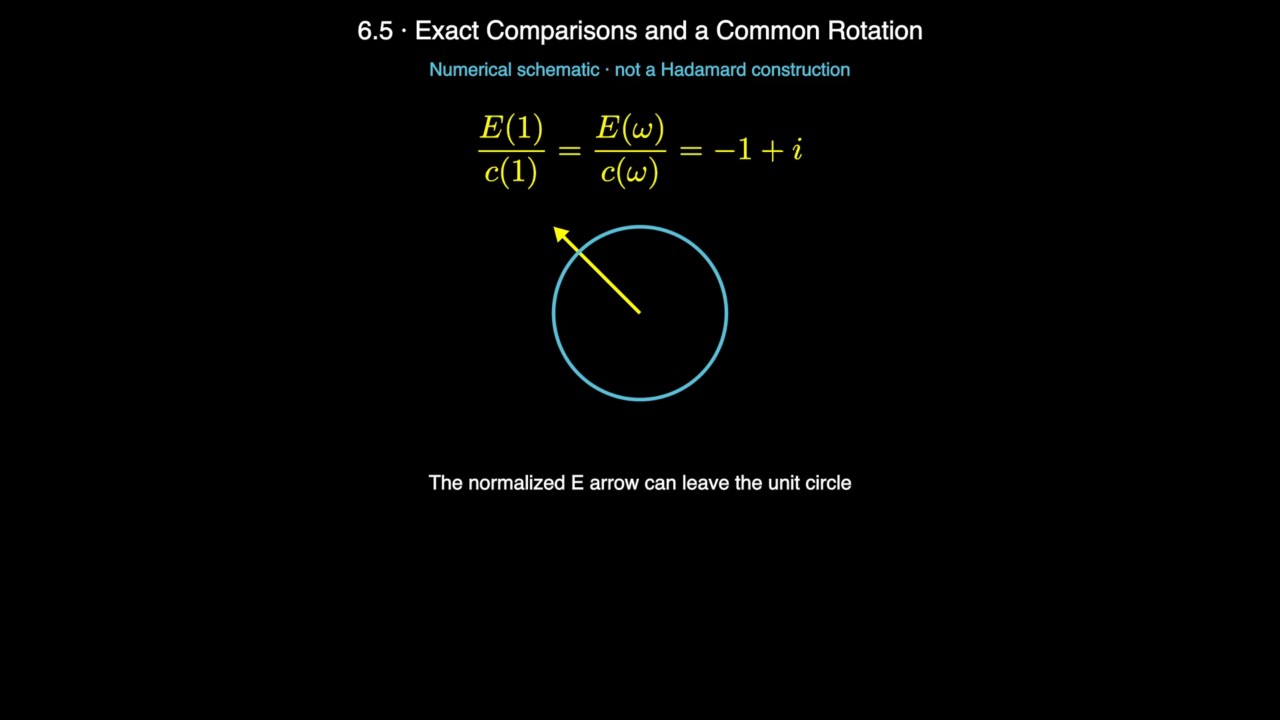 6.5 · Exact Comparisons and a Common Rotation
Numerical schematic · not a Hadamard construction
E(1)/c(1) = E(ω)/c(ω) = −1 + i
The normalized E arrow can leave the unit circle